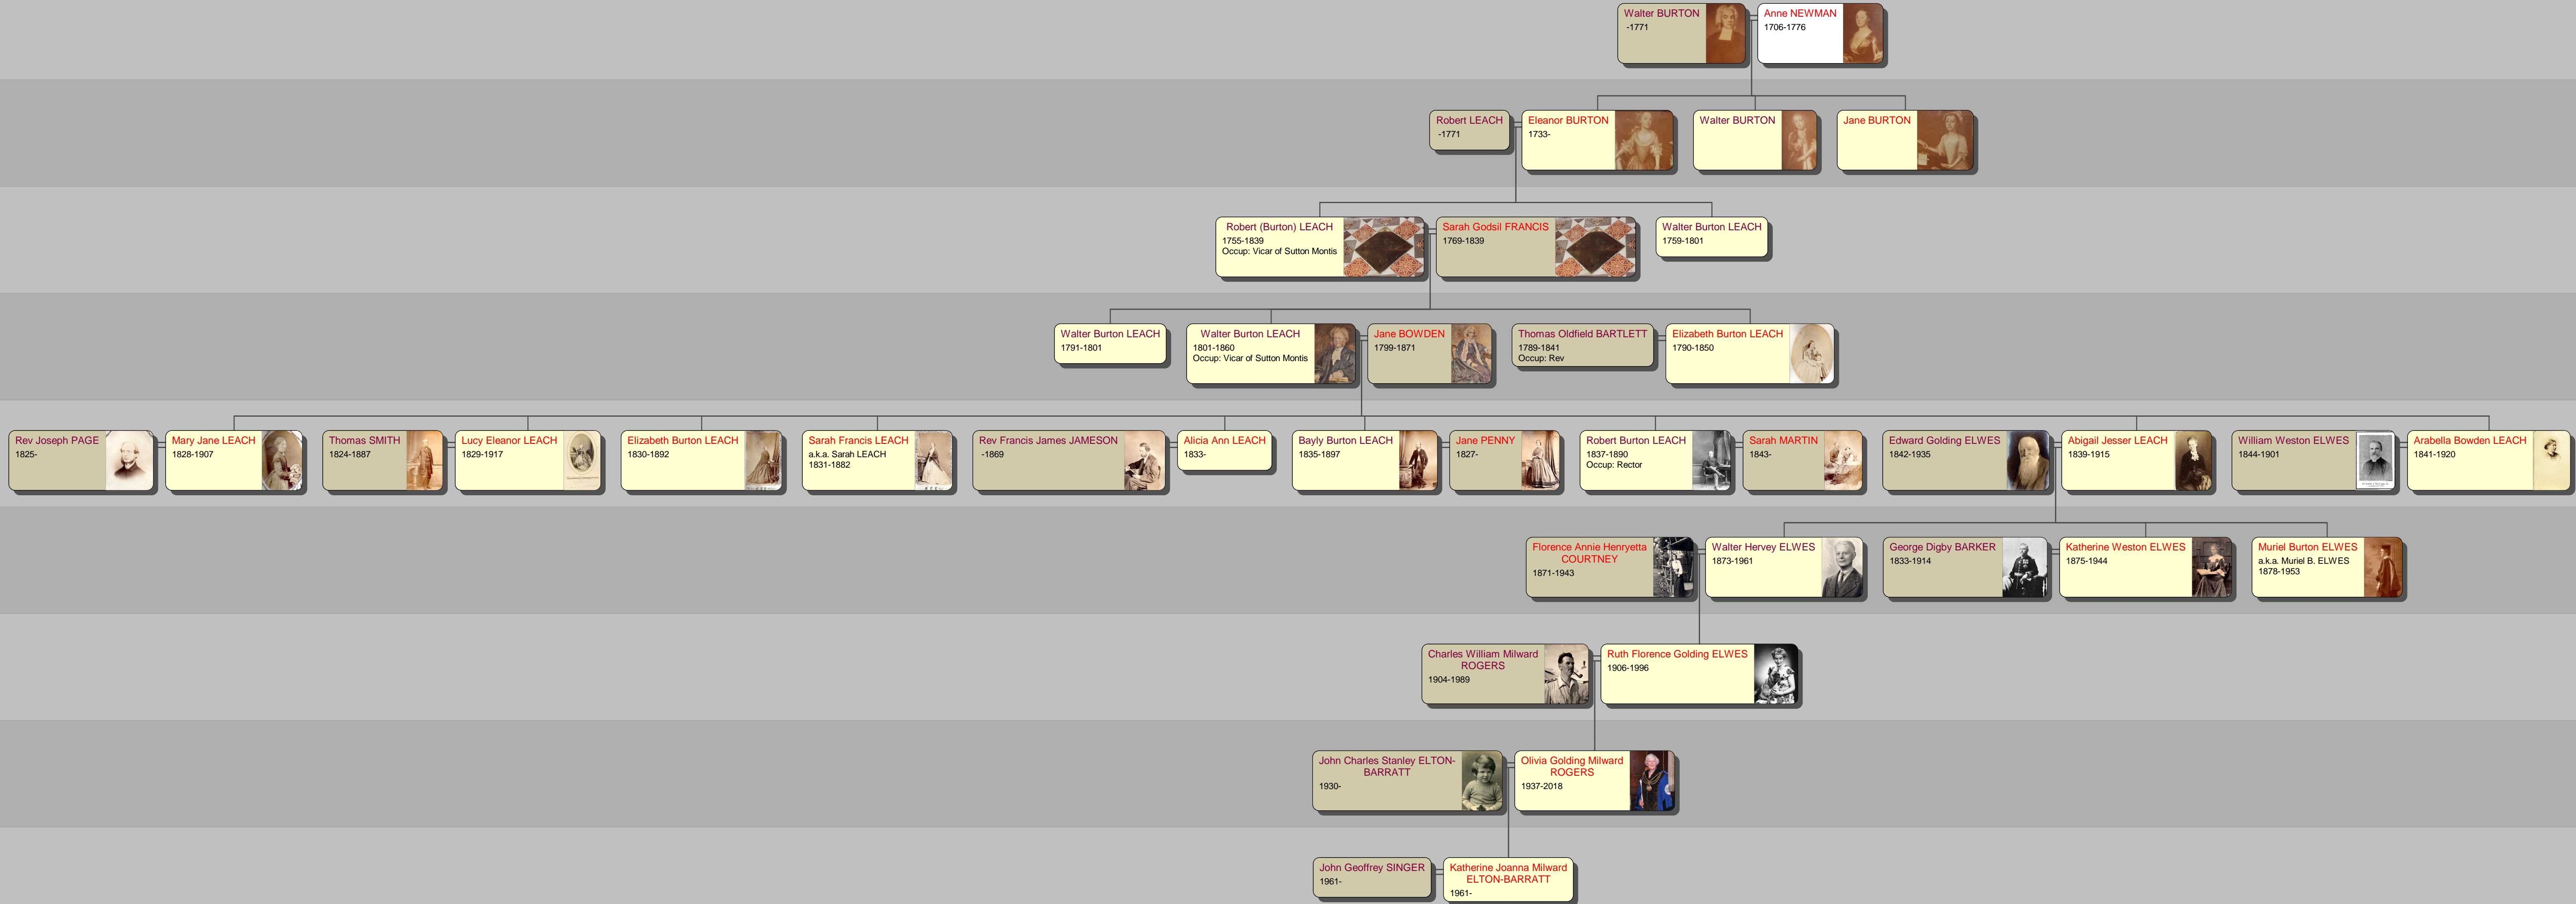 Walter BURTON
-1771
Anne NEWMAN
1706-1776
Robert LEACH
-1771
Eleanor BURTON
1733-
Walter BURTON
Jane BURTON
Robert (Burton) LEACH
1755-1839
Occup: Vicar of Sutton Montis
Sarah Godsil FRANCIS
1769-1839
Walter Burton LEACH
1759-1801
Walter Burton LEACH
1791-1801
Walter Burton LEACH
1801-1860
Occup: Vicar of Sutton Montis
Jane BOWDEN
1799-1871
Thomas Oldfield BARTLETT
1789-1841
Occup: Rev
Elizabeth Burton LEACH
1790-1850
Rev Joseph PAGE
1825-
Mary Jane LEACH
1828-1907
Thomas SMITH
1824-1887
Lucy Eleanor LEACH
1829-1917
Elizabeth Burton LEACH
1830-1892
Sarah Francis LEACH
a.k.a. Sarah LEACH
1831-1882
Rev Francis James JAMESON
-1869
Alicia Ann LEACH
1833-
Bayly Burton LEACH
1835-1897
Jane PENNY
1827-
Robert Burton LEACH
1837-1890
Occup: Rector
Sarah MARTIN
1843-
Edward Golding ELWES
1842-1935
Abigail Jesser LEACH
1839-1915
William Weston ELWES
1844-1901
Arabella Bowden LEACH
1841-1920
Florence Annie Henryetta
COURTNEY
1871-1943
Walter Hervey ELWES
1873-1961
George Digby BARKER
1833-1914
Katherine Weston ELWES
1875-1944
Muriel Burton ELWES
a.k.a. Muriel B. ELWES
1878-1953
Charles William Milward
ROGERS
1904-1989
Ruth Florence Golding ELWES
1906-1996
John Charles Stanley ELTON-
BARRATT
1930-
Olivia Golding Milward
ROGERS
1937-2018
John Geoffrey SINGER
1961-
Katherine Joanna Milward
ELTON-BARRATT
1961-